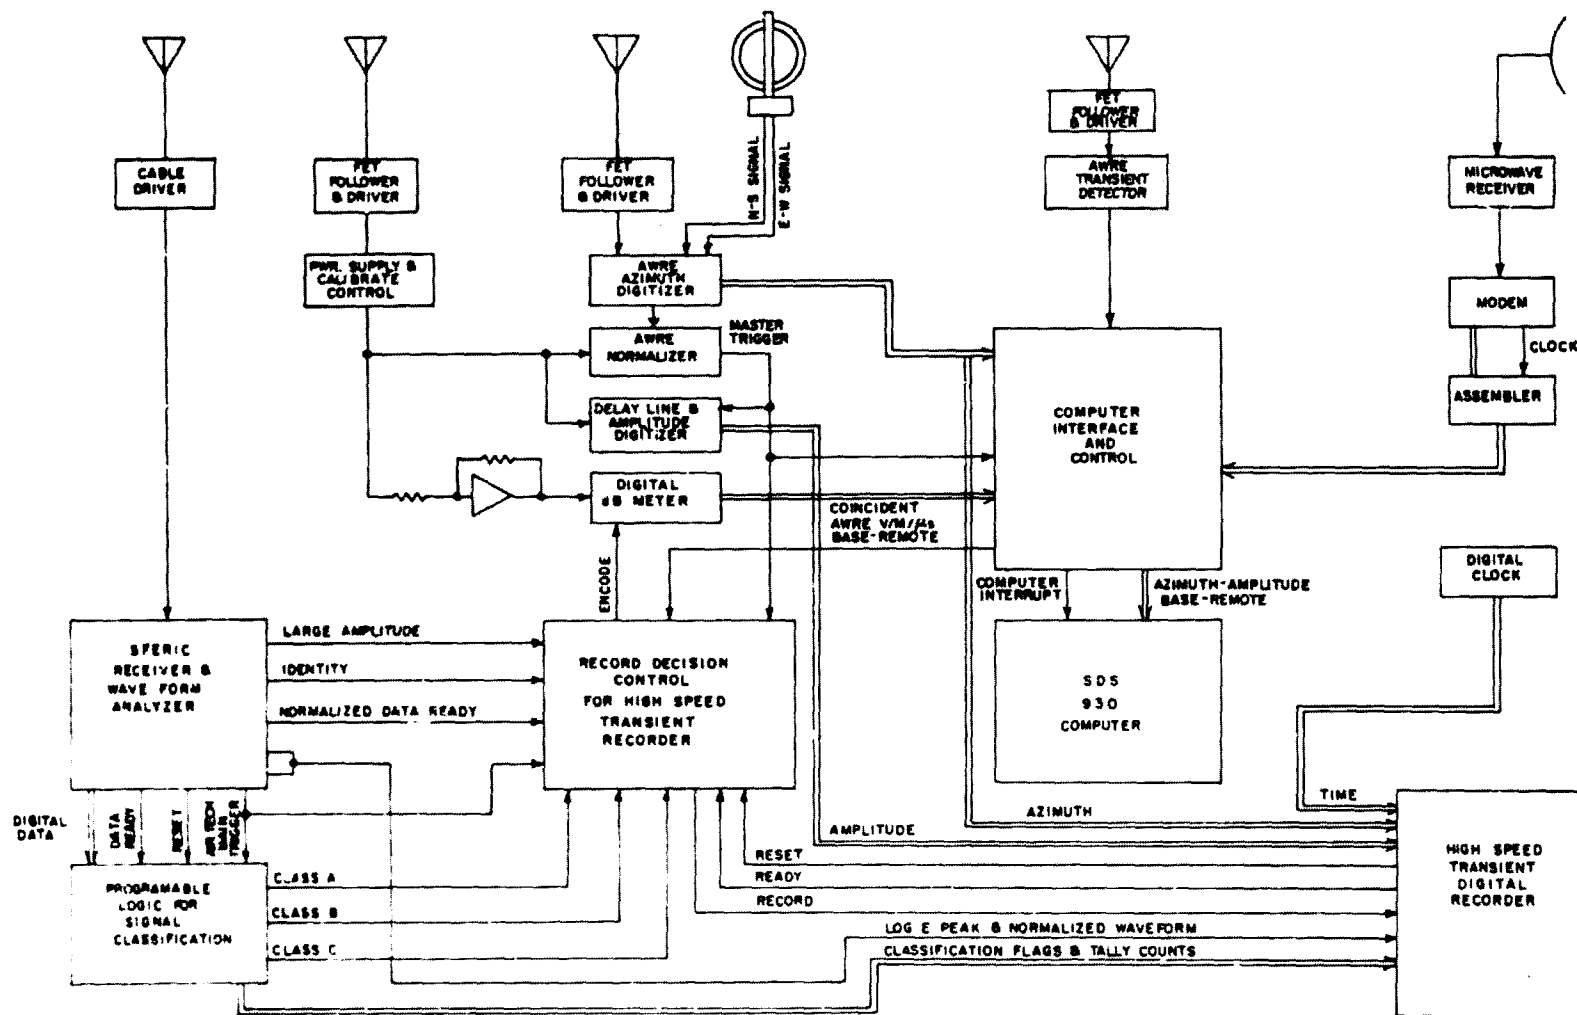 CABLE
DRIVER
FET
FOLLOWER
& DRIVER
FET
FOLLOWER
& DRIVER
N-S SIGNAL
E-W SIGNAL
FET
FOLLOWER
& DRIVER
AWRE
TRANSIENT
DETECTOR
MICROWAVE
RECEIVER
PWR. SUPPLY &
CALIBRATE
CONTROL
AWRE
AZIMUTH
DIGITIZER
MODEM
CLOCK
ASSEMBLER
AWRE
NORMALIZER
MASTER
TRIGGER
DELAY LINE &
AMPLITUDE
DIGITIZER
DIGITAL
dB METER
COMPUTER
INTERFACE
AND
CONTROL
COINCIDENT
AWRE V/M/μs
BASE-REMOTE
ENCODE
COMPUTER
INTERRUPT
AZIMUTH-AMPLITUDE
BASE-REMOTE
DIGITAL
CLOCK
SFERIC
RECEIVER &
WAVE FORM
ANALYZER
LARGE AMPLITUDE
IDENTITY
NORMALIZED DATA READY
RECORD DECISION
CONTROL
FOR HIGH SPEED
TRANSIENT
RECORDER
SDS
930
COMPUTER
DIGITAL
DATA
DATA
READY
RESET
MAIN
TRIGGER
TIME
AZIMUTH
AMPLITUDE
RESET
READY
RECORD
LOG E PEAK & NORMALIZED WAVEFORM
CLASSIFICATION FLAGS & TALLY COUNTS
HIGH SPEED
TRANSIENT
DIGITAL
RECORDER
PROGRAMABLE
LOGIC FOR
SIGNAL
CLASSIFICATION
CLASS A
CLASS B
CLASS C